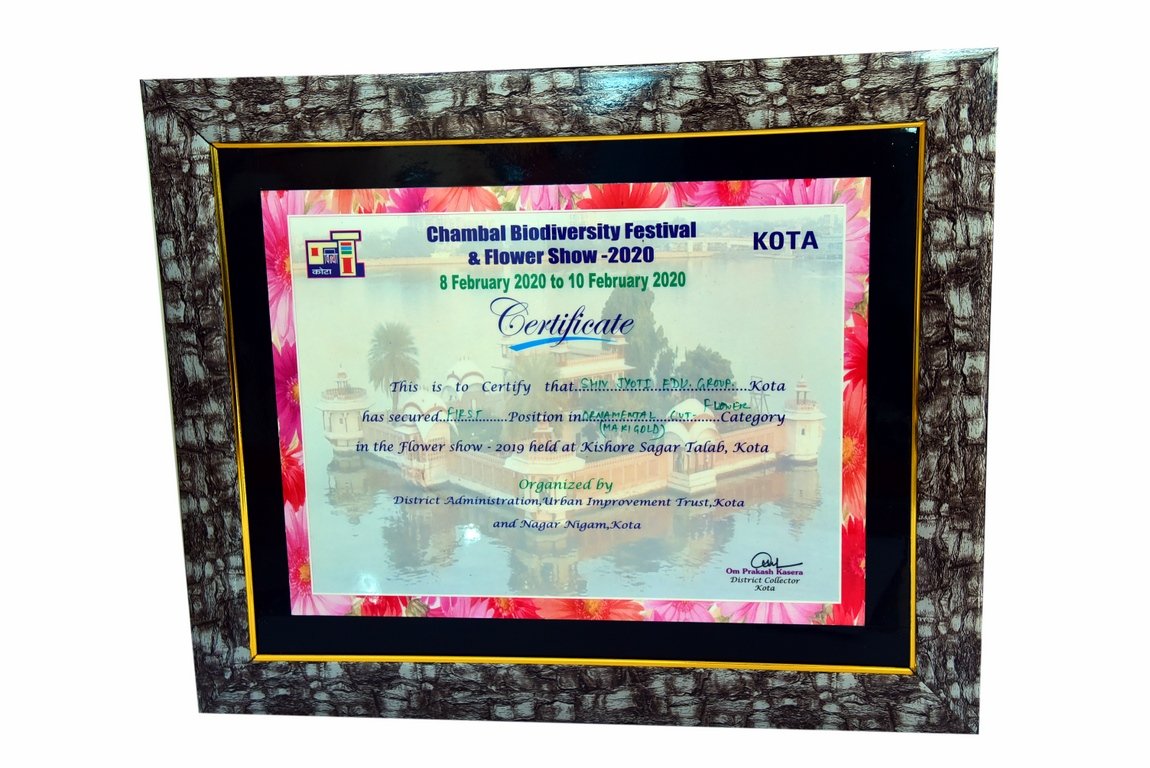 Chambal Biodiversity Festival
& Flower Show -2020
KOTA
कोटा
8 February 2020 to 10 February 2020
Certificate
This is to Certify that SHIV JYOTI EDU. GROUP. Kota
has secured FIRST Position in ORNAMENTAL CUT- FLOWER Category
(MARIGOLD)
in the Flower show - 2019 held at Kishore Sagar Talab, Kota
Organized by
District Administration,Urban Improvement Trust,Kota
and Nagar Nigam,Kota
Om Prakash Kasera
District Collector
Kota